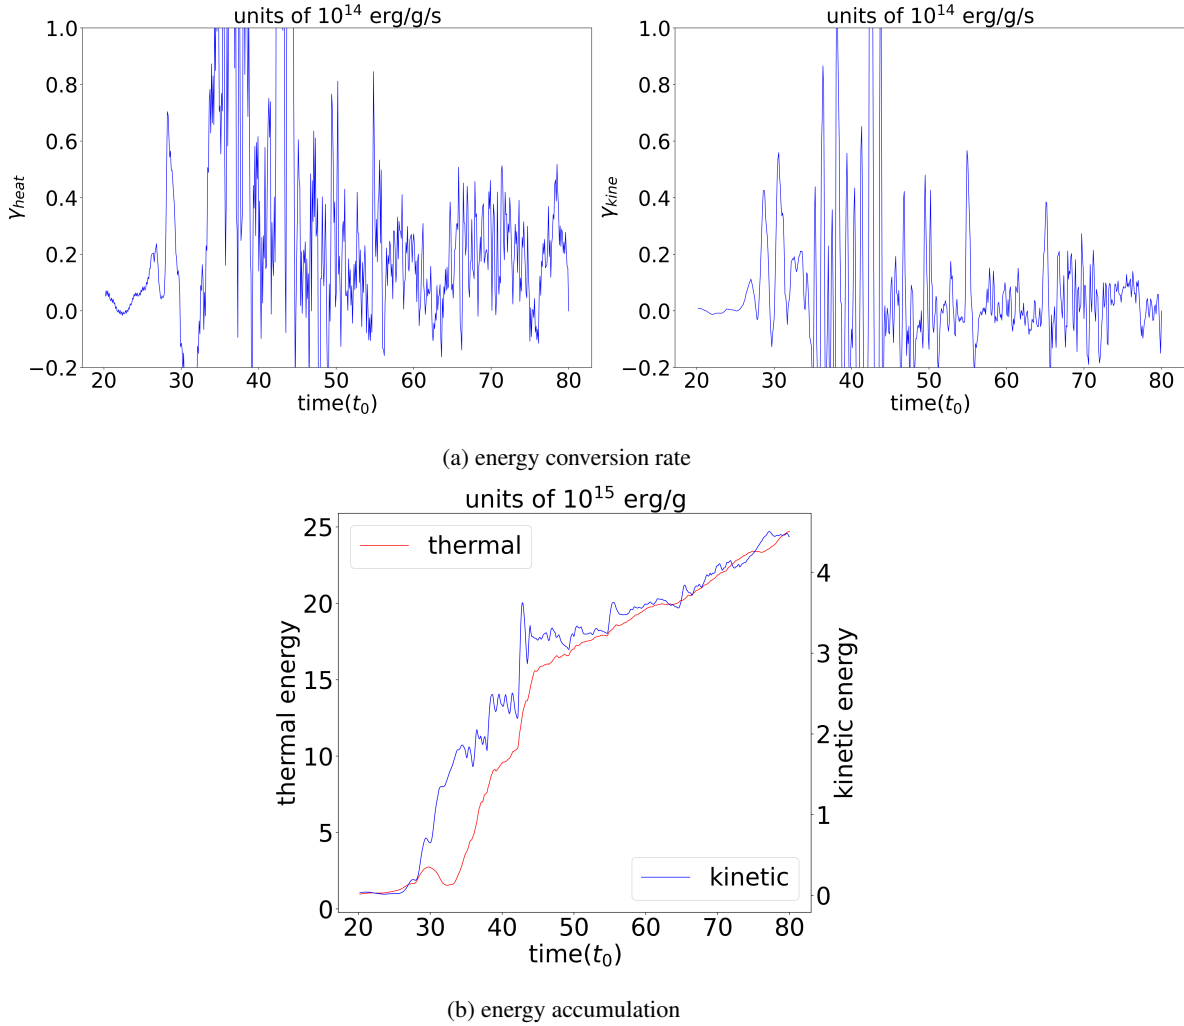 units of 10^14 erg/g/s
1.0
0.8
0.6
0.4
0.2
0.0
−0.2
γ_heat
20 30 40 50 60 70 80
time(t_0)
units of 10^14 erg/g/s
1.0
0.8
0.6
0.4
0.2
0.0
−0.2
γ_kine
20 30 40 50 60 70 80
time(t_0)
(a) energy conversion rate
units of 10^15 erg/g
25
20
15
10
5
0
thermal energy
thermal
kinetic
4
3
2
1
0
kinetic energy
20 30 40 50 60 70 80
time(t_0)
(b) energy accumulation